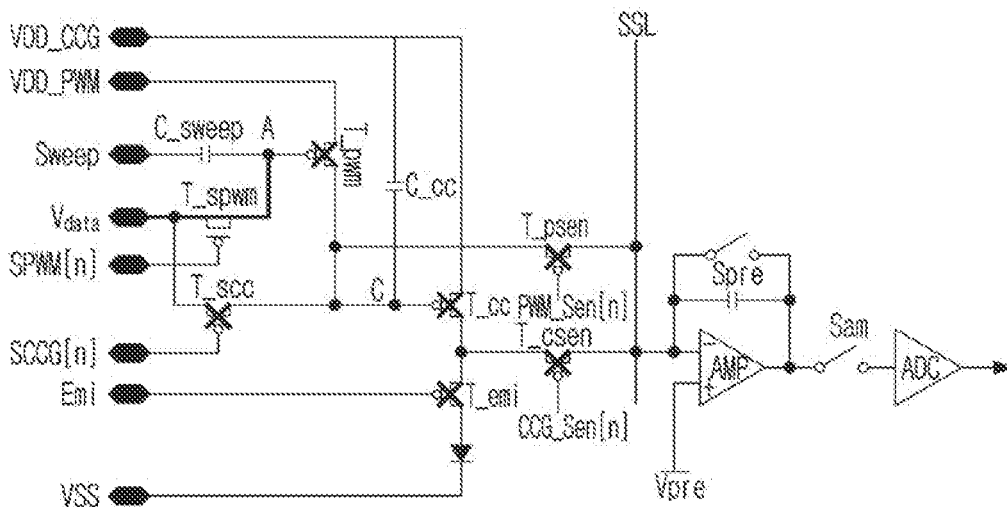 VDD_CCG
SSL
VDD_PWM
C_sweep
A
Sweep
T_PWM
C_cc
T_spwm
Vdata
T_psen
SPWM[n]
Spre
T_scc
C
T_cc
PWM_Sen[n]
T_csen
Sam
SCCG[n]
AMP
ADC
Emi
T_emi
CCG_Sen[n]
Vpre
VSS